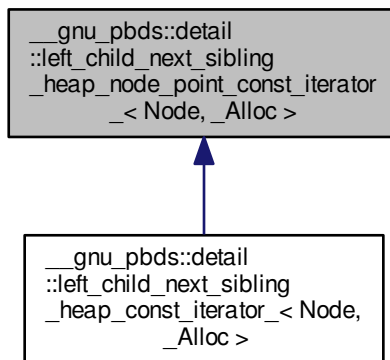 __gnu_pbds::detail
::left_child_next_sibling
_heap_node_point_const_iterator
_< Node, _Alloc >
__gnu_pbds::detail
::left_child_next_sibling
_heap_const_iterator_< Node,
_Alloc >